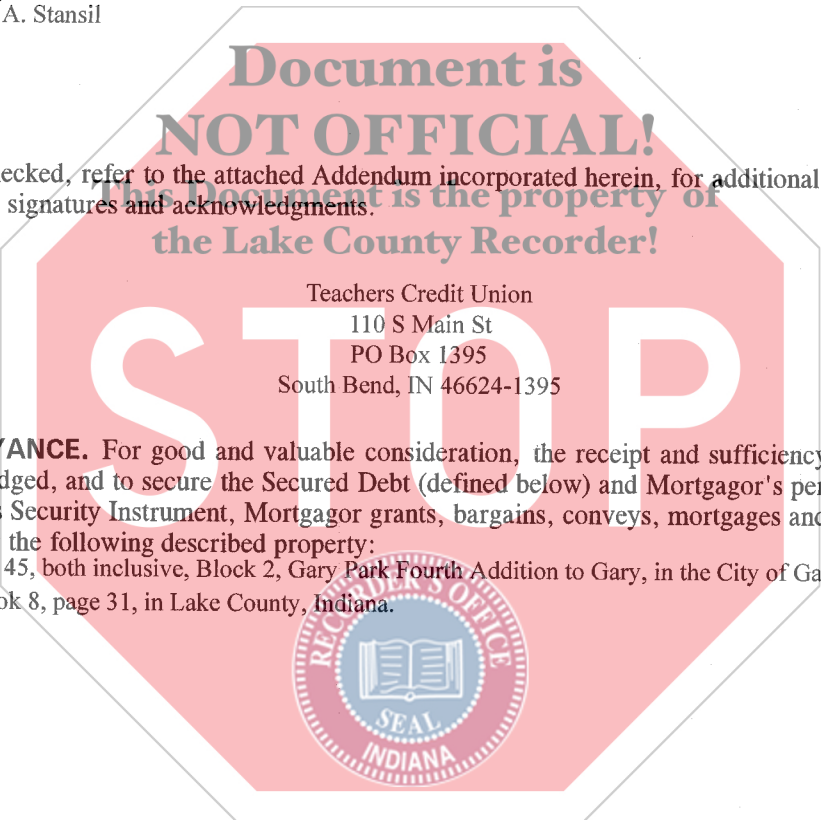 A. Stansil
Document is
NOT OFFICIAL!
ecked, refer to the attached Addendum incorporated herein, for additional
This Document is the property of
signatures and acknowledgments.
the Lake County Recorder!
Teachers Credit Union
110 S Main St
PO Box 1395
South Bend, IN 46624-1395
STOP
YANCE. For good and valuable consideration, the receipt and sufficiency
dged, and to secure the Secured Debt (defined below) and Mortgagor's per
s Security Instrument, Mortgagor grants, bargains, conveys, mortgages and
the following described property:
45, both inclusive, Block 2, Gary Park Fourth Addition to Gary, in the City of Ga
ok 8, page 31, in Lake County, Indiana.
RECORDER'S OFFICE
SEAL
INDIANA